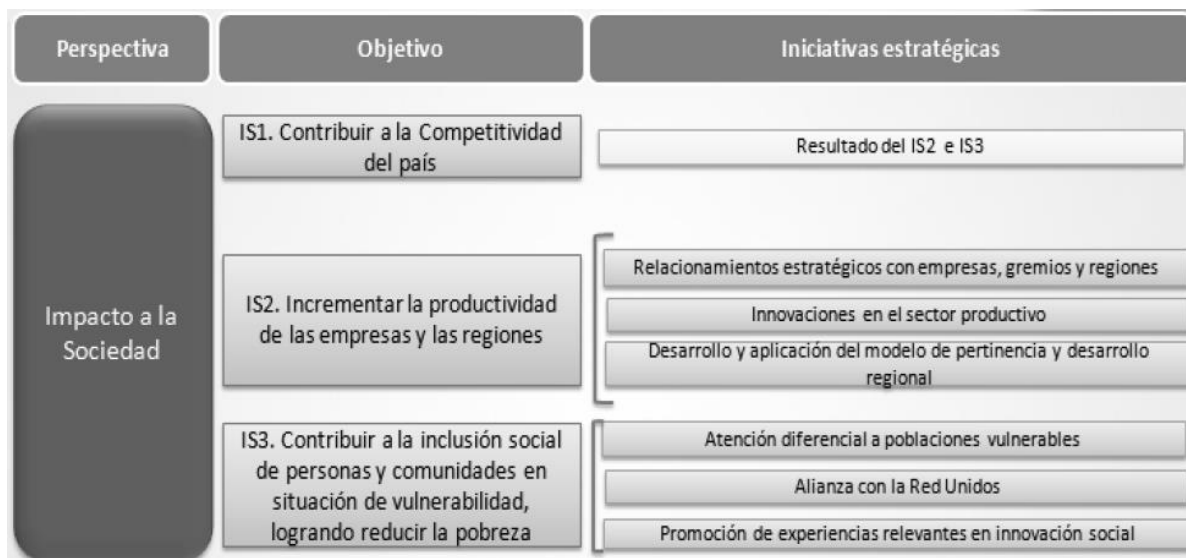 Perspectiva
Objetivo
Iniciativas estratégicas
Impacto a la
Sociedad
IS1. Contribuir a la Competitividad
del país
Resultado del IS2 e IS3
IS2. Incrementar la productividad
de las empresas y las regiones
Relacionamientos estratégicos con empresas, gremios y regiones
Innovaciones en el sector productivo
Desarrollo y aplicación del modelo de pertinencia y desarrollo
regional
IS3. Contribuir a la inclusión social
de personas y comunidades en
situación de vulnerabilidad,
logrando reducir la pobreza
Atención diferencial a poblaciones vulnerables
Alianza con la Red Unidos
Promoción de experiencias relevantes en innovación social